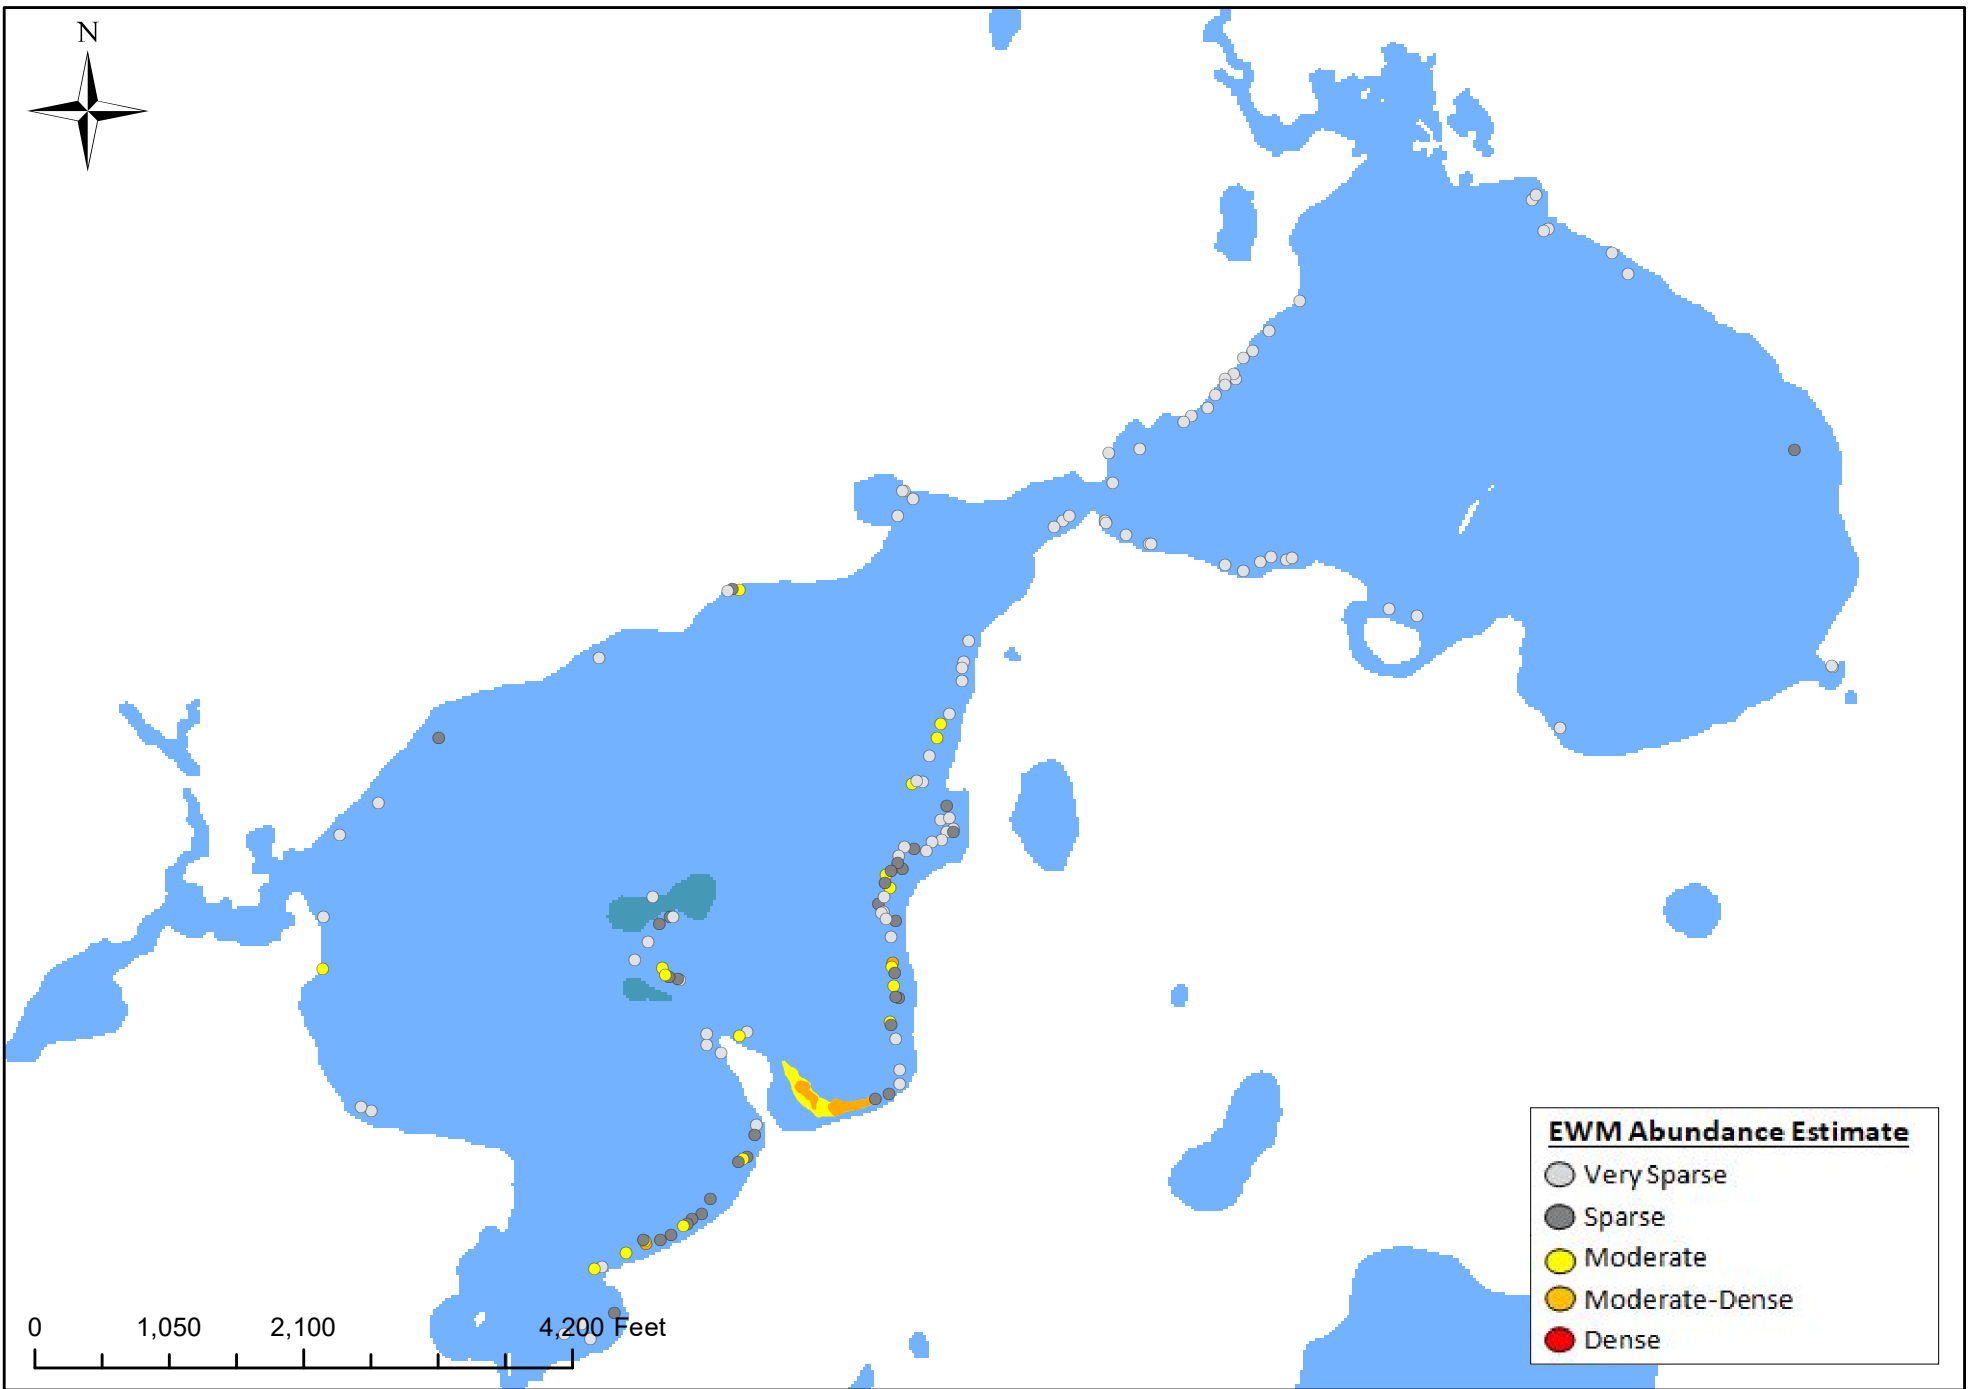 N
EWM Abundance Estimate
Very Sparse
Sparse
Moderate
Moderate-Dense
Dense
0 1,050 2,100 4,200 Feet